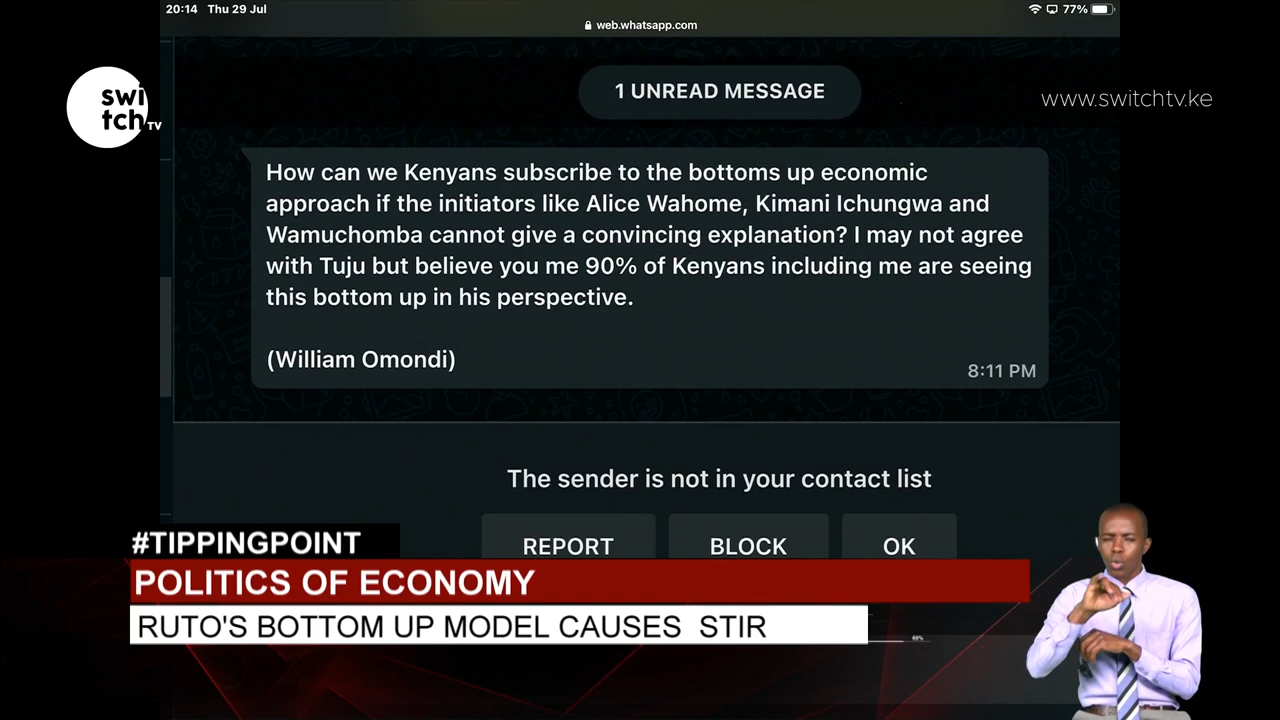 20:14 Thu 29 Jul
77%
web.whatsapp.com
swi
tch TV
www.switchtv.ke
1 UNREAD MESSAGE
How can we Kenyans subscribe to the bottoms up economic
approach if the initiators like Alice Wahome, Kimani Ichungwa and
Wamuchomba cannot give a convincing explanation? I may not agree
with Tuju but believe you me 90% of Kenyans including me are seeing
this bottom up in his perspective.
(William Omondi)
8:11 PM
The sender is not in your contact list
REPORT BLOCK OK
#TIPPINGPOINT
POLITICS OF ECONOMY
RUTO'S BOTTOM UP MODEL CAUSES STIR